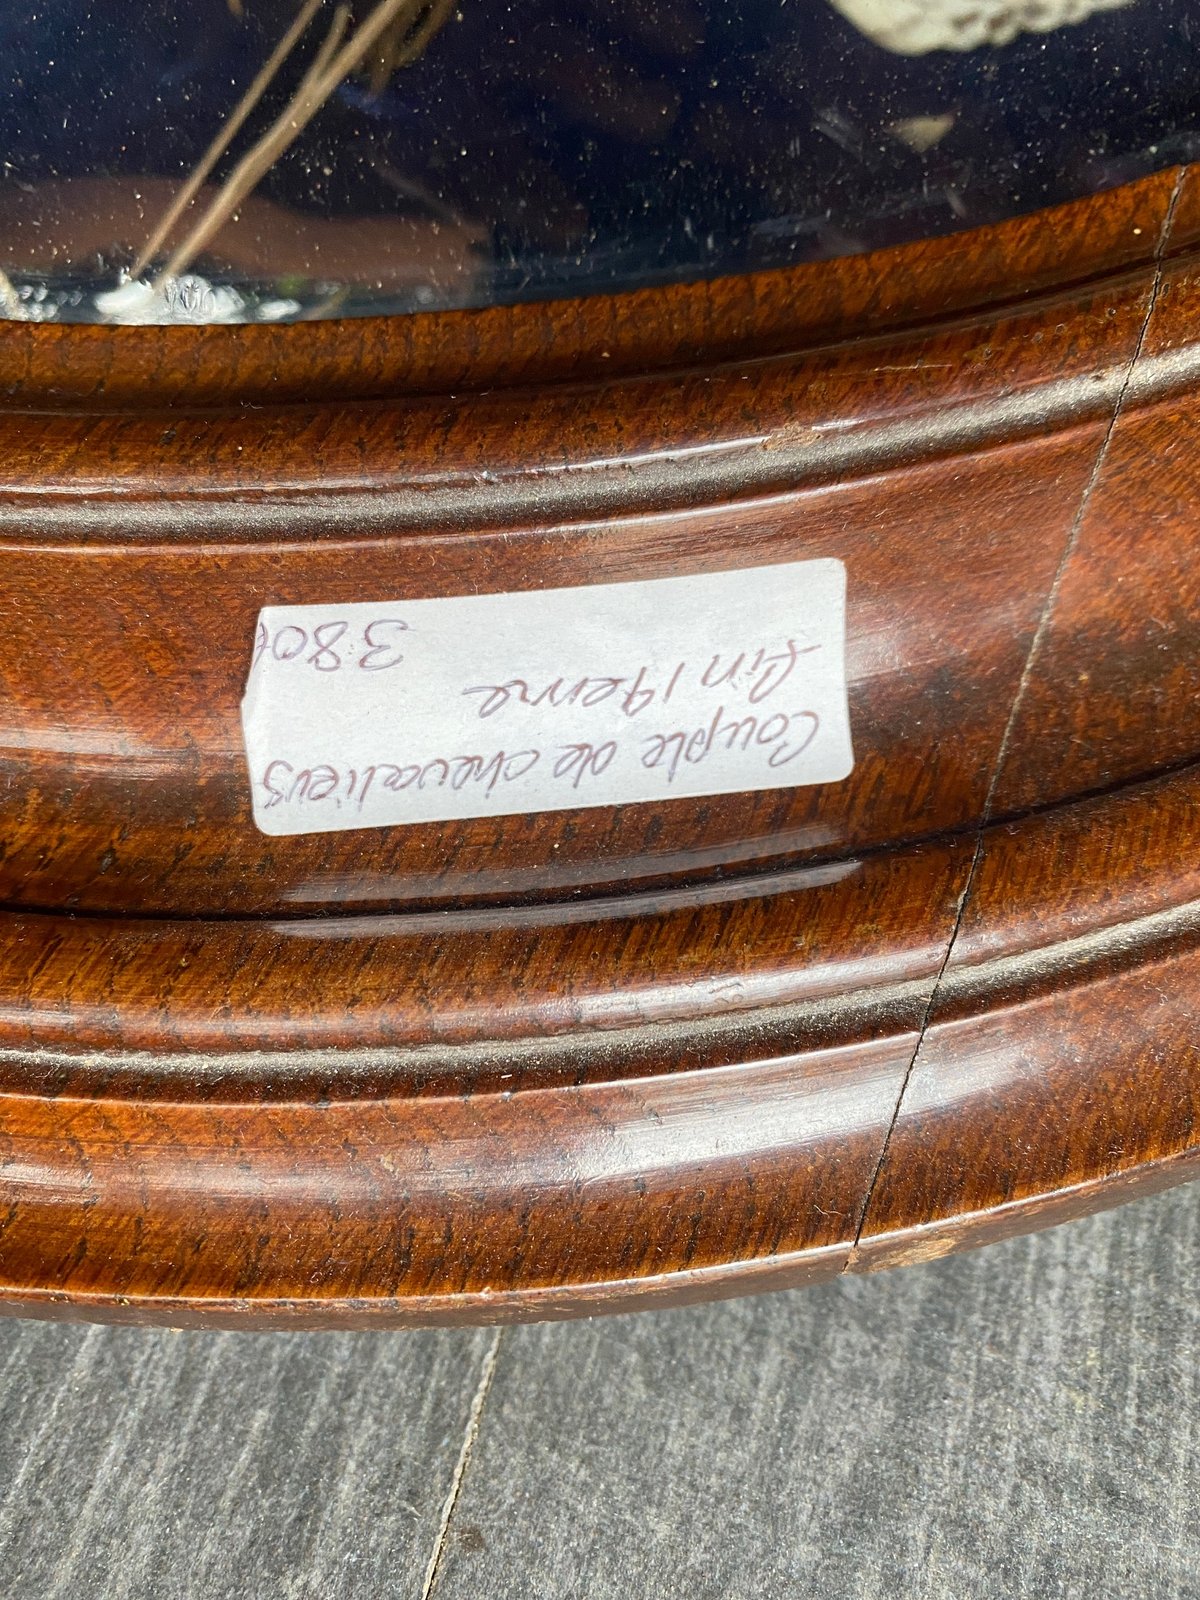 Couple de chevaliers
fin 19eme
380€